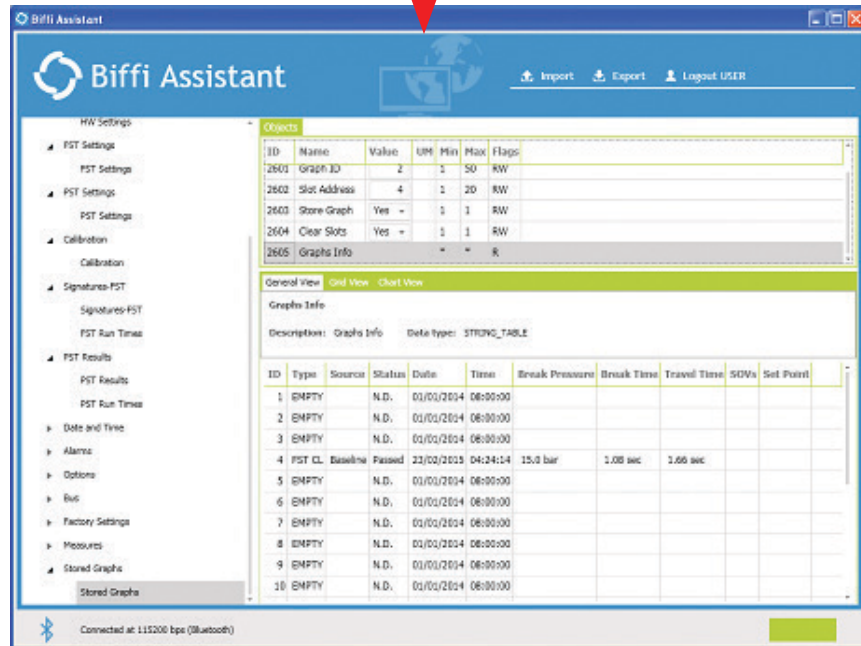 Biffi Assistant
Biffi Assistant
Import Export Logout USER
HW Settings
FST Settings
FST Settings
PST Settings
PST Settings
Calibration
Calibration
Signatures-FST
Signatures-FST
FST Run Times
PST Results
PST Results
PST Run Times
Date and Time
Alarms
Options
Bus
Factory Settings
Measures
Stored Graphs
Stored Graphs
Objects
ID Name Value UM Min Max Flags
2601 Graph ID 2 1 50 RW
2602 Slot Address 4 1 20 RW
2603 Store Graph Yes 1 1 RW
2604 Clear Slots Yes 1 1 RW
2605 Graphs Info * * R
General View Grid View Chart View
Graphs Info
Description: Graphs Info Data type: STRING_TABLE
ID Type Source Status Date Time Break Pressure Break Time Travel Time SOVs Set Point
1 EMPTY N.D. 01/01/2014 08:00:00
2 EMPTY N.D. 01/01/2014 08:00:00
3 EMPTY N.D. 01/01/2014 08:00:00
4 FST CL Baseline Passed 23/02/2015 04:24:14 15.0 bar 1.08 sec 1.66 sec
5 EMPTY N.D. 01/01/2014 08:00:00
6 EMPTY N.D. 01/01/2014 08:00:00
7 EMPTY N.D. 01/01/2014 08:00:00
8 EMPTY N.D. 01/01/2014 08:00:00
9 EMPTY N.D. 01/01/2014 08:00:00
10 EMPTY N.D. 01/01/2014 08:00:00
Connected at 115200 bps (Bluetooth)